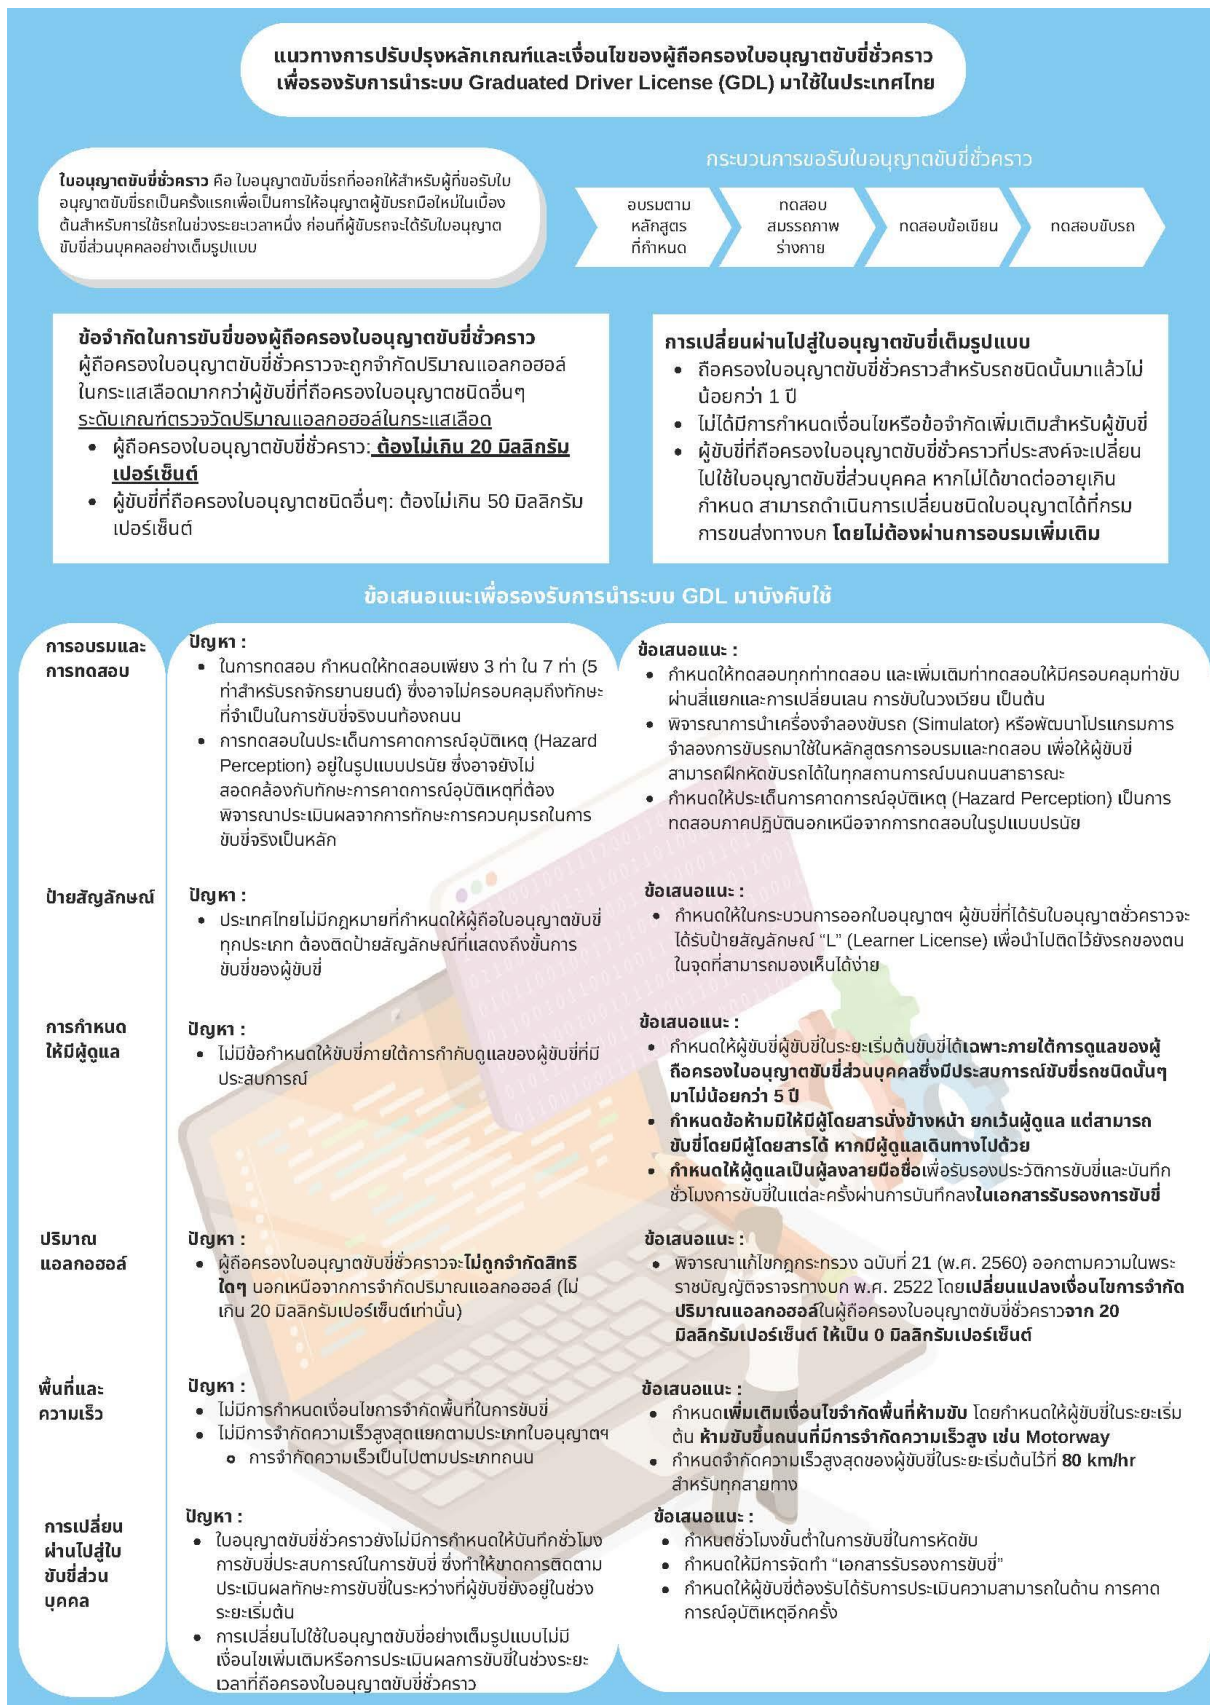 แนวทางการปรับปรุงหลักเกณฑ์และเงื่อนไขของผู้ถือครองใบอนุญาตขับขี่ชั่วคราว
เพื่อรองรับการนำระบบ Graduated Driver License (GDL) มาใช้ในประเทศไทย
ใบอนุญาตขับขี่ชั่วคราว คือ ใบอนุญาตขับขี่รถที่ออกให้สำหรับผู้ที่ขอรับใบ
อนุญาตขับขี่รถเป็นครั้งแรกเพื่อเป็นการให้อนุญาตผู้ขับรถมือใหม่ในเบื้อง
ต้นสำหรับการใช้รถในช่วงระยะเวลาหนึ่ง ก่อนที่ผู้ขับรถจะได้รับใบอนุญาต
ขับขี่ส่วนบุคคลอย่างเต็มรูปแบบ
กระบวนการขอรับใบอนุญาตขับขี่ชั่วคราว
อบรมตาม
หลักสูตร
ที่กำหนด
ทดสอบ
สมรรถภาพ
ร่างกาย
ทดสอบข้อเขียน
ทดสอบขับรถ
ข้อจำกัดในการขับขี่ของผู้ถือครองใบอนุญาตขับขี่ชั่วคราว
ผู้ถือครองใบอนุญาตขับขี่ชั่วคราวจะถูกจำกัดปริมาณแอลกอฮอล์
ในกระแสเลือดมากกว่าผู้ขับขี่ที่ถือครองใบอนุญาตชนิดอื่นๆ
ระดับเกณฑ์ตรวจวัดปริมาณแอลกอฮอล์ในกระแสเลือด
• ผู้ถือครองใบอนุญาตขับขี่ชั่วคราว: ต้องไม่เกิน 20 มิลลิกรัม
เปอร์เซ็นต์
• ผู้ขับขี่ที่ถือครองใบอนุญาตชนิดอื่นๆ: ต้องไม่เกิน 50 มิลลิกรัม
เปอร์เซ็นต์
การเปลี่ยนผ่านไปสู่ใบอนุญาตขับขี่เต็มรูปแบบ
• ถือครองใบอนุญาตขับขี่ชั่วคราวสำหรับรถชนิดนั้นมาแล้วไม่
น้อยกว่า 1 ปี
• ไม่ได้มีการกำหนดเงื่อนไขหรือข้อจำกัดเพิ่มเติมสำหรับผู้ขับขี่
• ผู้ขับขี่ที่ถือครองใบอนุญาตขับขี่ชั่วคราวที่ประสงค์จะเปลี่ยน
ไปใช้ใบอนุญาตขับขี่ส่วนบุคคล หากไม่ได้ขาดต่ออายุเกิน
กำหนด สามารถดำเนินการเปลี่ยนชนิดใบอนุญาตได้ที่กรม
การขนส่งทางบก โดยไม่ต้องผ่านการอบรมเพิ่มเติม
ข้อเสนอแนะเพื่อรองรับการนำระบบ GDL มาบังคับใช้
การอบรมและ
การทดสอบ
ปัญหา :
• ในการทดสอบ กำหนดให้ทดสอบเพียง 3 ท่า ใน 7 ท่า (5
ท่าสำหรับรถจักรยานยนต์) ซึ่งอาจไม่ครอบคลุมถึงทักษะ
ที่จำเป็นในการขับขี่จริงบนท้องถนน
• การทดสอบในประเด็นการคาดการณ์อุบัติเหตุ (Hazard
Perception) อยู่ในรูปแบบปรนัย ซึ่งอาจยังไม่
สอดคล้องกับทักษะการคาดการณ์อุบัติเหตุที่ต้อง
พิจารณาประเมินผลจากการทักษะการควบคุมรถในการ
ขับขี่จริงเป็นหลัก
ข้อเสนอแนะ :
• กำหนดให้ทดสอบทุกท่าทดสอบ และเพิ่มเติมท่าทดสอบให้มีครอบคลุมท่าขับ
ผ่านสี่แยกและการเปลี่ยนเลน การขับในวงเวียน เป็นต้น
• พิจารณาการนำเครื่องจำลองขับรถ (Simulator) หรือพัฒนาโปรแกรมการ
จำลองการขับรถมาใช้ในหลักสูตรการอบรมและทดสอบ เพื่อให้ผู้ขับขี่
สามารถฝึกหัดขับรถได้ในทุกสถานการณ์บนถนนสาธารณะ
• กำหนดให้ประเด็นการคาดการณ์อุบัติเหตุ (Hazard Perception) เป็นการ
ทดสอบภาคปฏิบัตินอกเหนือจากการทดสอบในรูปแบบปรนัย
ป้ายสัญลักษณ์
ปัญหา :
• ประเทศไทยไม่มีกฎหมายที่กำหนดให้ผู้ถือใบอนุญาตขับขี่
ทุกประเภท ต้องติดป้ายสัญลักษณ์ที่แสดงถึงขั้นการ
ขับขี่ของผู้ขับขี่
ข้อเสนอแนะ :
• กำหนดให้ในกระบวนการออกใบอนุญาตฯ ผู้ขับขี่ที่ได้รับใบอนุญาตชั่วคราวจะ
ได้รับป้ายสัญลักษณ์ “L” (Learner License) เพื่อนำไปติดไว้ยังรถของตน
ในจุดที่สามารถมองเห็นได้ง่าย
การกำหนด
ให้มีผู้ดูแล
ปัญหา :
• ไม่มีข้อกำหนดให้ขับขี่ภายใต้การกำกับดูแลของผู้ขับขี่ที่มี
ประสบการณ์
ข้อเสนอแนะ :
• กำหนดให้ผู้ขับขี่ผู้ขับขี่ในระยะเริ่มต้นขับขี่ได้เฉพาะภายใต้การดูแลของผู้
ถือครองใบอนุญาตขับขี่ส่วนบุคคลซึ่งมีประสบการณ์ขับขี่รถชนิดนั้นๆ
มาไม่น้อยกว่า 5 ปี
• กำหนดข้อห้ามมิให้มีผู้โดยสารนั่งข้างหน้า ยกเว้นผู้ดูแล แต่สามารถ
ขับขี่โดยมีผู้โดยสารได้ หากมีผู้ดูแลเดินทางไปด้วย
• กำหนดให้ผู้ดูแลเป็นผู้ลงลายมือชื่อเพื่อรับรองประวัติการขับขี่และบันทึก
ชั่วโมงการขับขี่ในแต่ละครั้งผ่านการบันทึกลงในเอกสารรับรองการขับขี่
ปริมาณ
แอลกอฮอล์
ปัญหา :
• ผู้ถือครองใบอนุญาตขับขี่ชั่วคราวจะไม่ถูกจำกัดสิทธิ
ใดๆ นอกเหนือจากการจำกัดปริมาณแอลกอฮอล์ (ไม่
เกิน 20 มิลลิกรัมเปอร์เซ็นต์เท่านั้น)
ข้อเสนอแนะ :
• พิจารณาแก้ไขกฎกระทรวง ฉบับที่ 21 (พ.ศ. 2560) ออกตามความในพระ
ราชบัญญัติจราจรทางบก พ.ศ. 2522 โดยเปลี่ยนแปลงเงื่อนไขการจำกัด
ปริมาณแอลกอฮอล์ในผู้ถือครองใบอนุญาตขับขี่ชั่วคราวจาก 20
มิลลิกรัมเปอร์เซ็นต์ ให้เป็น 0 มิลลิกรัมเปอร์เซ็นต์
พื้นที่และ
ความเร็ว
ปัญหา :
• ไม่มีการกำหนดเงื่อนไขการจำกัดพื้นที่ในการขับขี่
• ไม่มีการจำกัดความเร็วสูงสุดแยกตามประเภทใบอนุญาตฯ
o การจำกัดความเร็วเป็นไปตามประเภทถนน
ข้อเสนอแนะ :
• กำหนดเพิ่มเติมเงื่อนไขจำกัดพื้นที่ห้ามขับ โดยกำหนดให้ผู้ขับขี่ในระยะเริ่ม
ต้น ห้ามขับขึ้นถนนที่มีการจำกัดความเร็วสูง เช่น Motorway
• กำหนดจำกัดความเร็วสูงสุดของผู้ขับขี่ในระยะเริ่มต้นไว้ที่ 80 km/hr
สำหรับทุกสายทาง
การเปลี่ยน
ผ่านไปสู่ใบ
ขับขี่ส่วน
บุคคล
ปัญหา :
• ใบอนุญาตขับขี่ชั่วคราวยังไม่มีการกำหนดให้บันทึกชั่วโมง
การขับขี่ประสบการณ์ในการขับขี่ ซึ่งทำให้ขาดการติดตาม
ประเมินผลทักษะการขับขี่ในระหว่างที่ผู้ขับขี่ยังอยู่ในช่วง
ระยะเริ่มต้น
• การเปลี่ยนไปใช้ใบอนุญาตขับขี่อย่างเต็มรูปแบบไม่มี
เงื่อนไขเพิ่มเติมหรือการประเมินผลการขับขี่ในช่วงระยะ
เวลาที่ถือครองใบอนุญาตขับขี่ชั่วคราว
ข้อเสนอแนะ :
• กำหนดชั่วโมงขั้นต่ำในการขับขี่ในการหัดขับ
• กำหนดให้มีการจัดทำ “เอกสารรับรองการขับขี่”
• กำหนดให้ผู้ขับขี่ต้องรับได้รับการประเมินความสามารถในด้าน การคาด
การณ์อุบัติเหตุอีกครั้ง